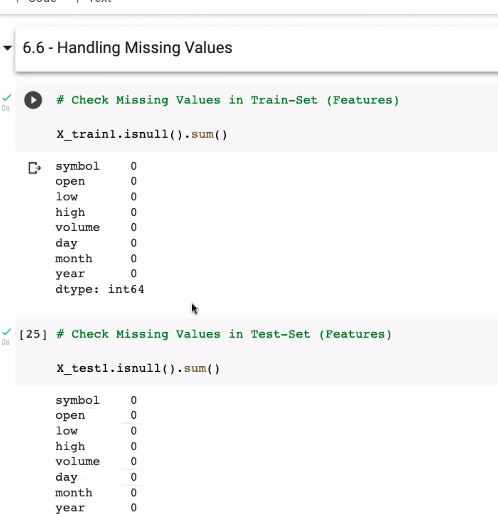 6.6 - Handling Missing Values
# Check Missing Values in Train-Set (Features)
0s
X_train1.isnull().sum()
symbol 0
open 0
low 0
high 0
volume 0
day 0
month 0
year 0
dtype: int64
[25] # Check Missing Values in Test-Set (Features)
0s
X_test1.isnull().sum()
symbol 0
open 0
low 0
high 0
volume 0
day 0
month 0
year 0